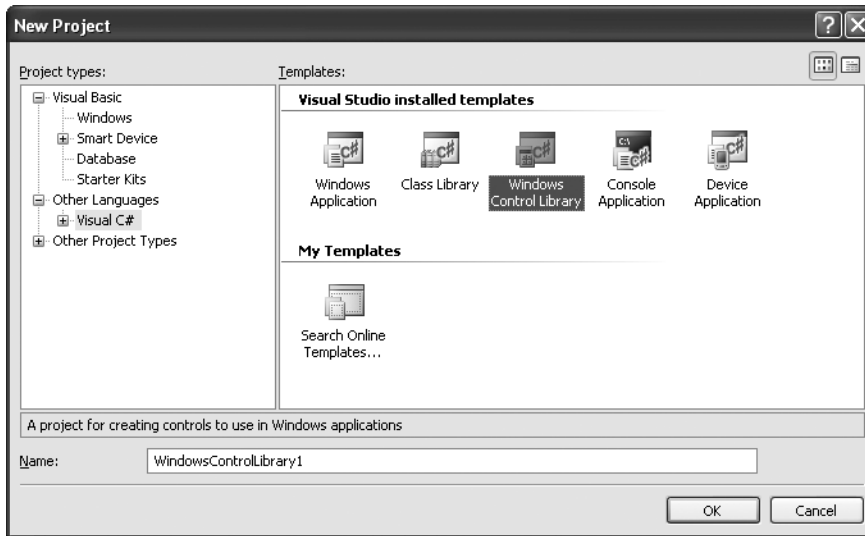 New Project
Project types:
Templates:
Visual Basic
Windows
Smart Device
Database
Starter Kits
Other Languages
Visual C#
Other Project Types
Visual Studio installed templates
Windows
Application
Class Library
Windows
Control Library
Console
Application
Device
Application
My Templates
Search Online
Templates...
A project for creating controls to use in Windows applications
Name:
WindowsControlLibrary1
OK
Cancel